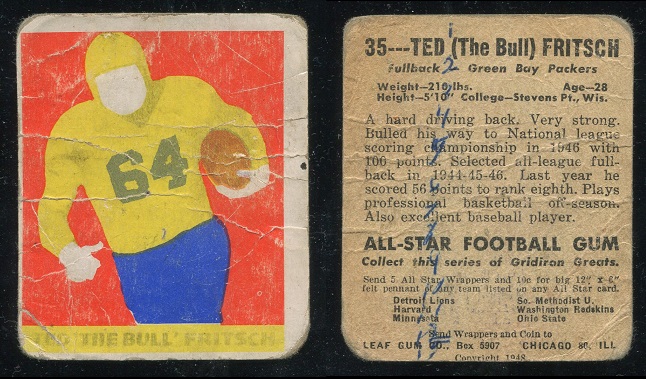 64
TED THE BULL FRITSCH
35---TED (The Bull) FRITSCH
Fullback Green Bay Packers
Weight-210 lbs. Age-28
Height-5'10" College-Stevens Pt., Wis.
A hard driving back. Very strong.
Bulled his way to National league
scoring championship in 1946 with
100 points. Selected all-league full-
back in 1944-45-46. Last year he
scored 56 points to rank eighth. Plays
professional basketball off-season.
Also excellent baseball player.
ALL-STAR FOOTBALL GUM
Collect this series of Gridiron Greats.
Send 5 All Star Wrappers and 10c for big 12" x 6"
felt pennant of any team listed on any All Star card.
Detroit Lions So. Methodist U.
Harvard Washington Redskins
Minnesota Ohio State
Send Wrappers and Coin to
LEAF GUM CO., Box 5907 CHICAGO 80, ILL.
Copyright 1948